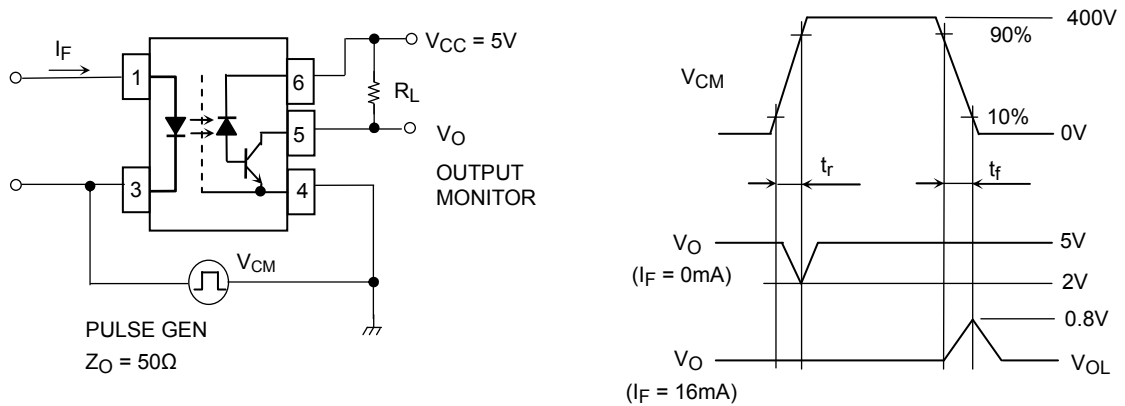 I_F
1
3
6
5
4
V_CC = 5V
R_L
V_O
OUTPUT
MONITOR
V_CM
PULSE GEN
Z_O = 50Ω
V_CM
400V
90%
10%
0V
t_r
t_f
V_O
(I_F = 0mA)
5V
2V
0.8V
V_O
(I_F = 16mA)
V_OL